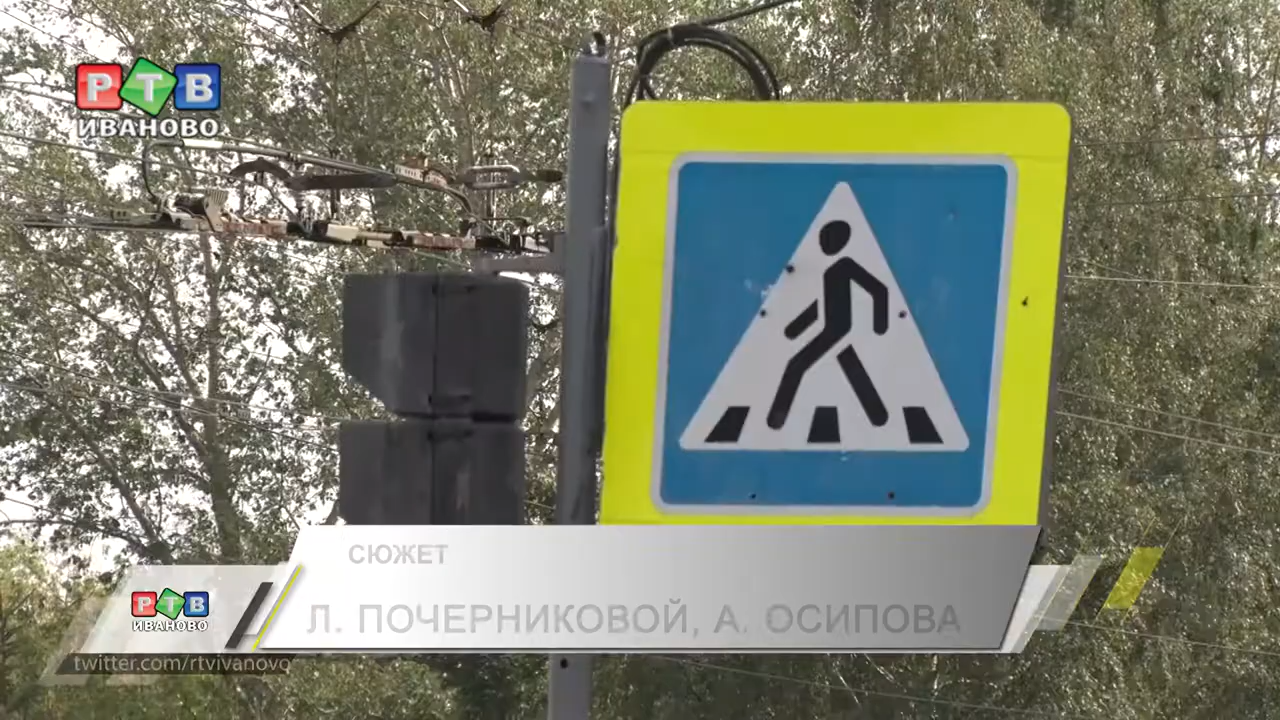 РТВ
ИВАНОВО
СЮЖЕТ
Л. ПОЧЕРНИКОВОЙ, А. ОСИПОВА
РТВ
ИВАНОВО
twitter.com/rtvivanovo